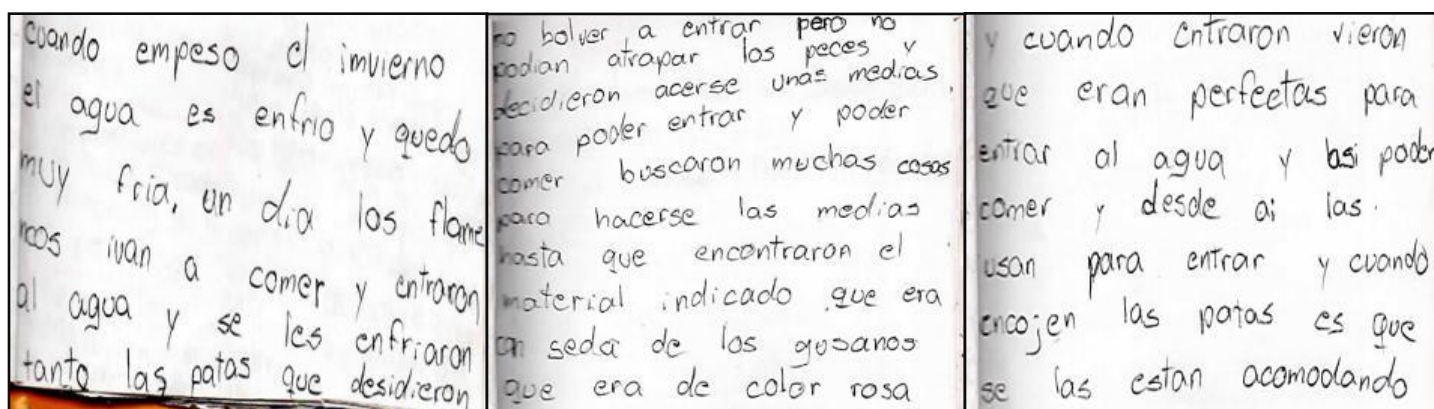 cuando empeso el imvierno
el agua es enfrio y quedo
muy fria, un dia los flame
ncos ivan a comer y entraron
al agua y se les enfriaron
tanto las patas que desidieron
no bolver a entrar pero no
podian atrapar los peces y
decidieron acerse unas medias
para poder entrar y poder
comer buscaron muchas cosas
para hacerse las medias
hasta que encontraron el
material indicado que era
con seda de los gusanos
que era de color rosa
y cuando entraron vieron
que eran perfectas para
entrar al agua y asi poder
comer y desde ai las.
usan para entrar y cuando
encojen las patas es que
se las estan acomodando